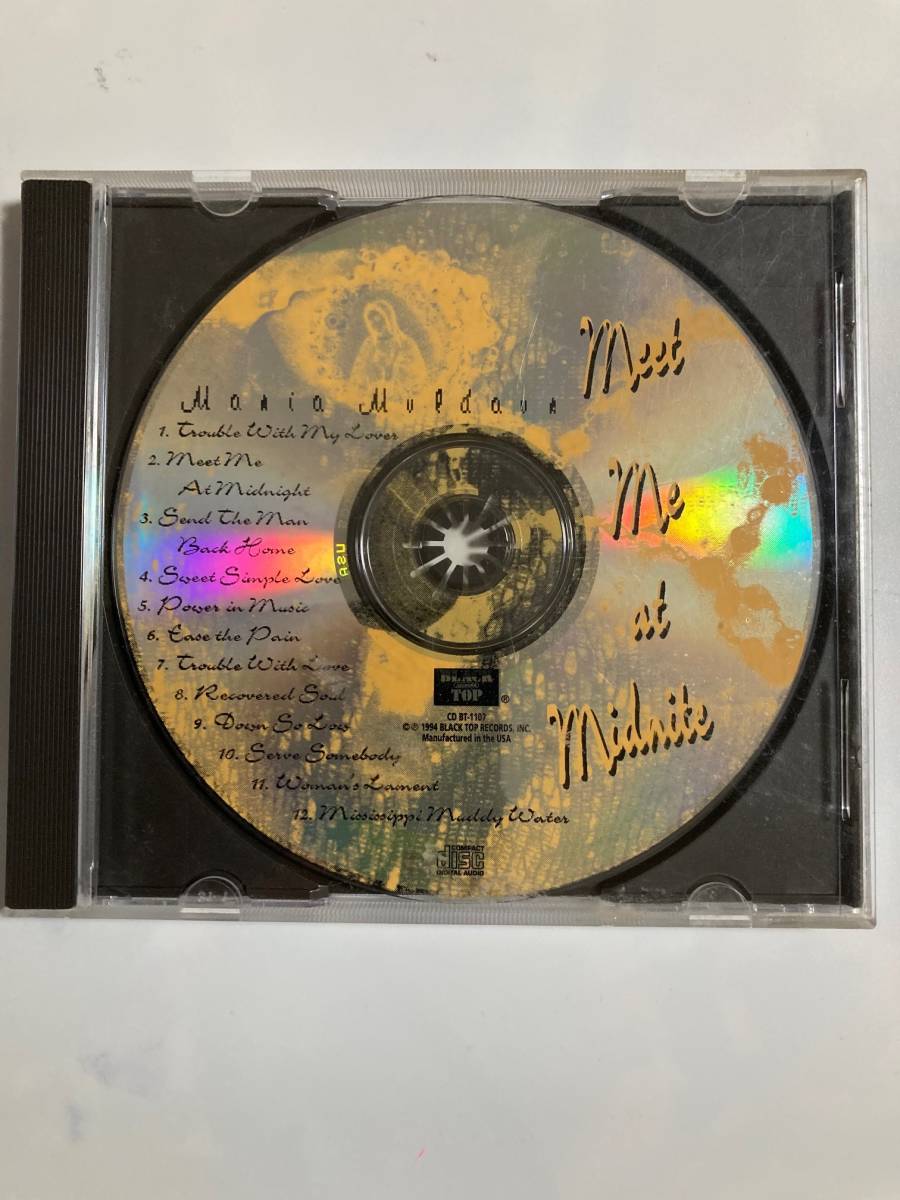 Meet
Me
at
Midnite
Maria Muldaur
1. Trouble With My Lover
2. Meet Me
At Midnight
3. Send The Man
Back Home
4. Sweet Simple Love
5. Power in Music
6. Ease the Pain
7. Trouble With Love
8. Recovered Soul
9. Down So Low
10. Serve Somebody
11. Woman's Lament
12. Mississippi Muddy Water
USA
BLACK
TOP ®
CD BT-1107
©℗ 1994 BLACK TOP RECORDS, INC.
Manufactured in the USA
COMPACT
disc
DIGITAL AUDIO